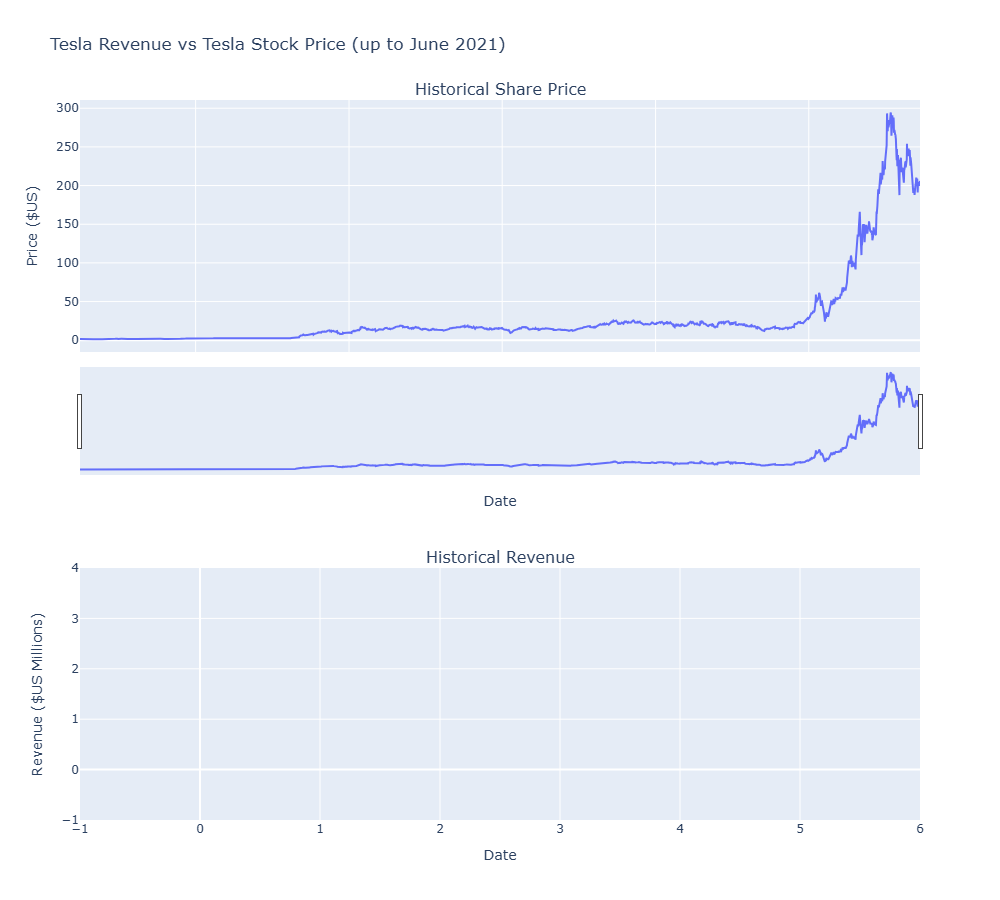 Tesla Revenue vs Tesla Stock Price (up to June 2021)
Historical Share Price
300
250
200
150
100
50
0
Price ($US)
Date
Historical Revenue
4
3
2
1
0
−1
Revenue ($US Millions)
−1 0 1 2 3 4 5 6
Date